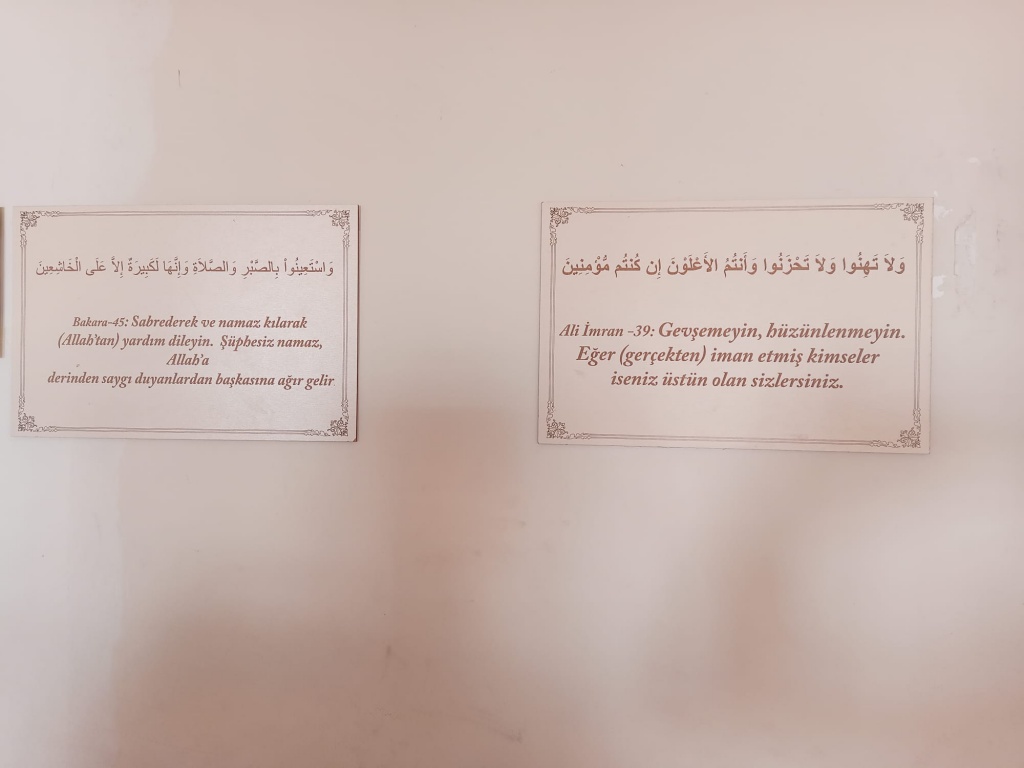 وَاسْتَعِينُواْ بِالصَّبْرِ وَالصَّلاَةِ وَإِنَّهَا لَكَبِيرَةٌ إِلاَّ عَلَى الْخَاشِعِينَ
Bakara-45: Sabrederek ve namaz kılarak
(Allah'tan) yardım dileyin. Şüphesiz namaz,
Allah'a
derinden saygı duyanlardan başkasına ağır gelir
وَلاَ تَهِنُوا وَلاَ تَحْزَنُوا وَأَنتُمُ الأَعْلَوْنَ إِن كُنتُم مُّؤْمِنِينَ
Ali İmran -39: Gevşemeyin, hüzünlenmeyin.
Eğer (gerçekten) iman etmiş kimseler
iseniz üstün olan sizlersiniz.